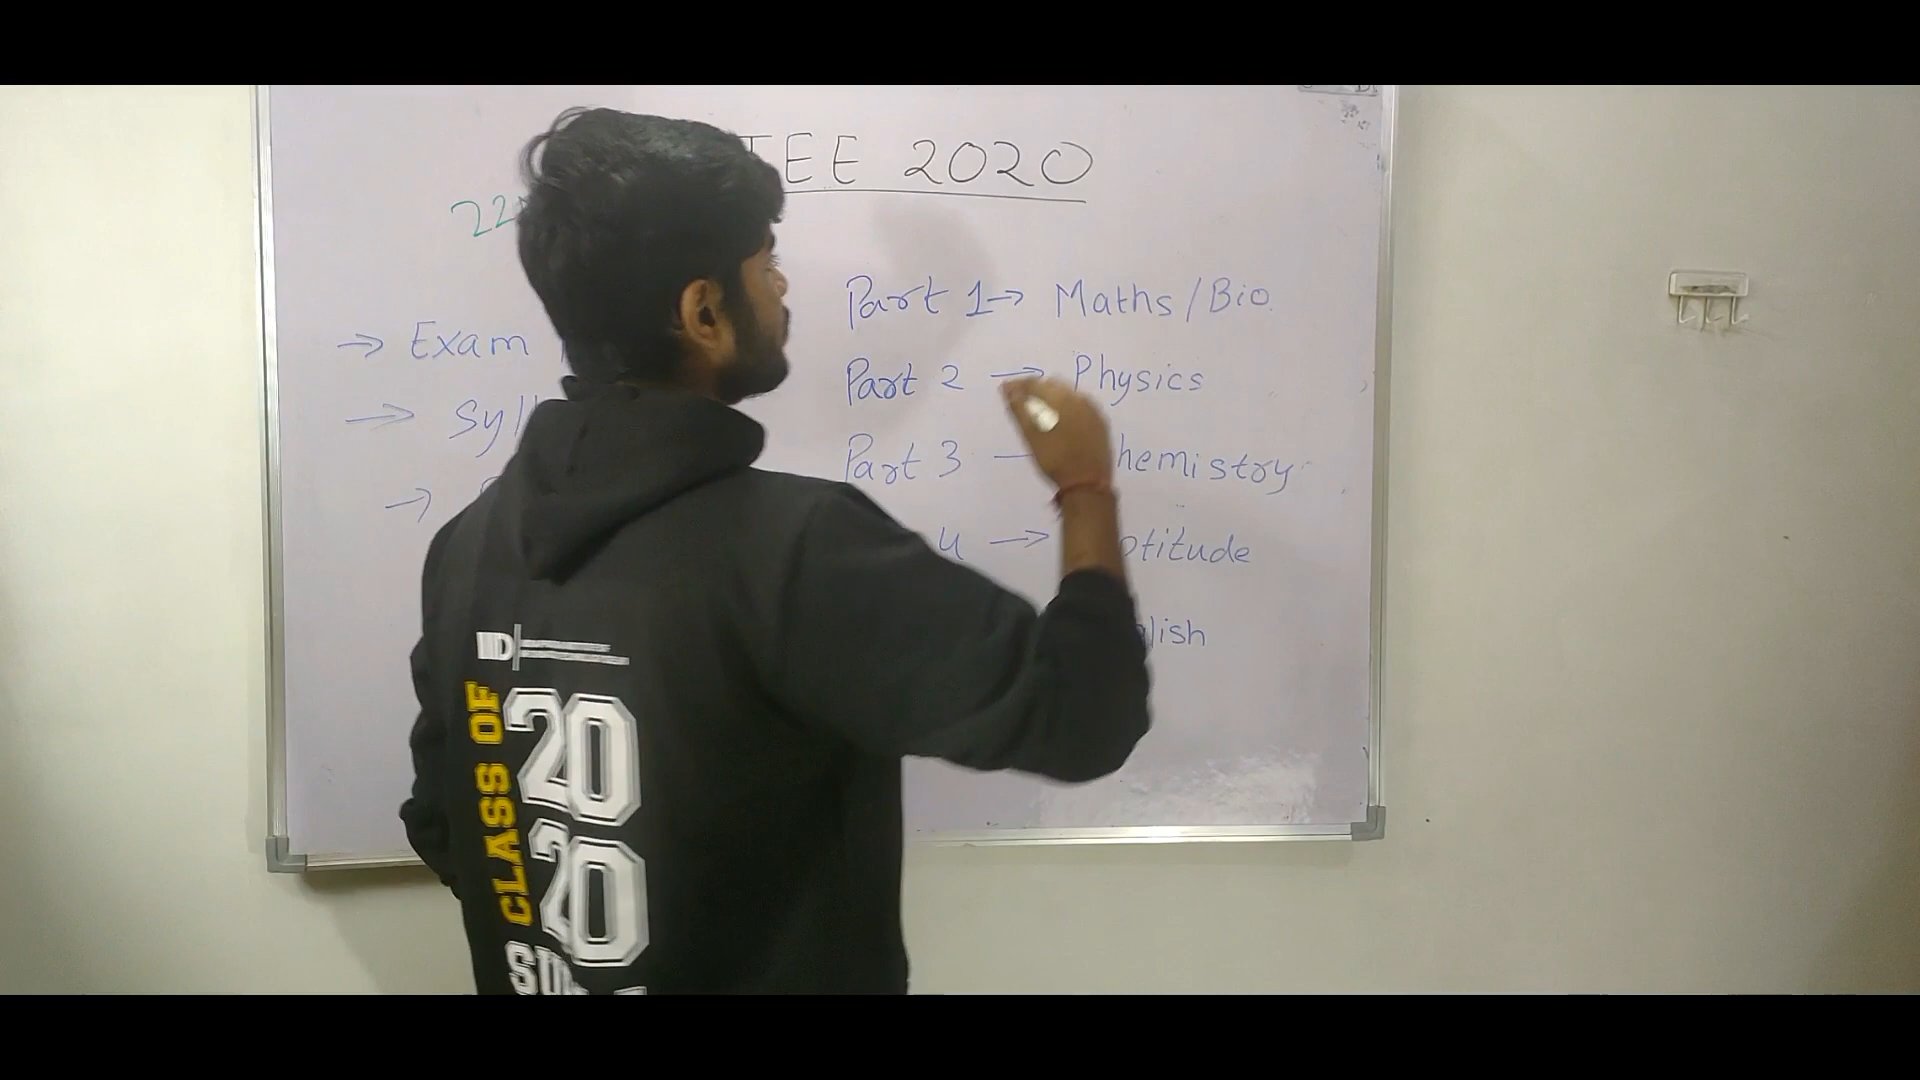 EE 2020
22
→ Exam
→ Syll
→
Part 1→ Maths/Bio.
Part 2 → Physics
Part 3 hemistry
4 → ptitude
glish
CLASS OF
20
20